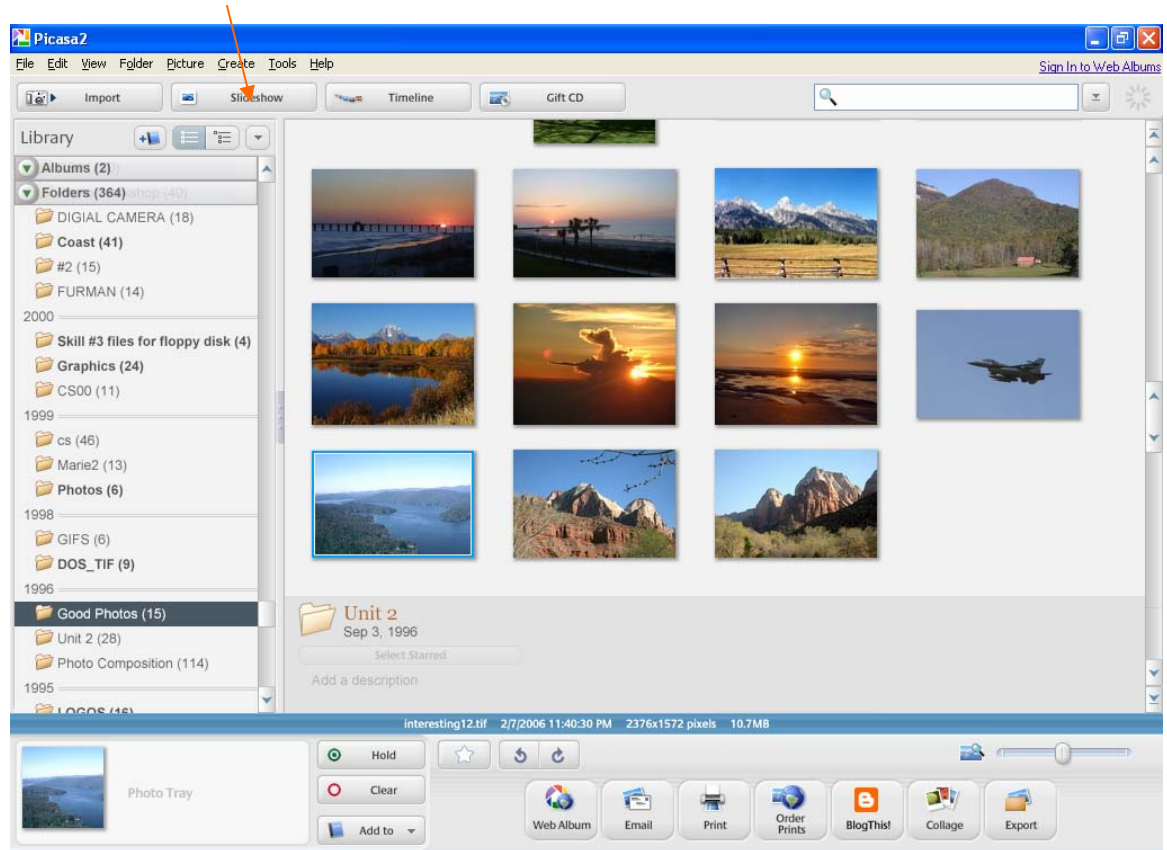 Picasa2
File Edit View Folder Picture Create Tools Help
Sign In to Web Albums
Import Slideshow Timeline Gift CD
Library
Albums (2)
Folders (364)
DIGIAL CAMERA (18)
Coast (41)
#2 (15)
FURMAN (14)
2000
Skill #3 files for floppy disk (4)
Graphics (24)
CS00 (11)
1999
cs (46)
Marie2 (13)
Photos (6)
1998
GIFS (6)
DOS_TIF (9)
1996
Good Photos (15)
Unit 2 (28)
Photo Composition (114)
1995
LOGOS (16)
Unit 2
Sep 3, 1996
Select Starred
Add a description
interesting12.tif 2/7/2006 11:40:30 PM 2376x1572 pixels 10.7MB
Photo Tray
Hold
Clear
Add to
Web Album Email Print Order Prints BlogThis! Collage Export